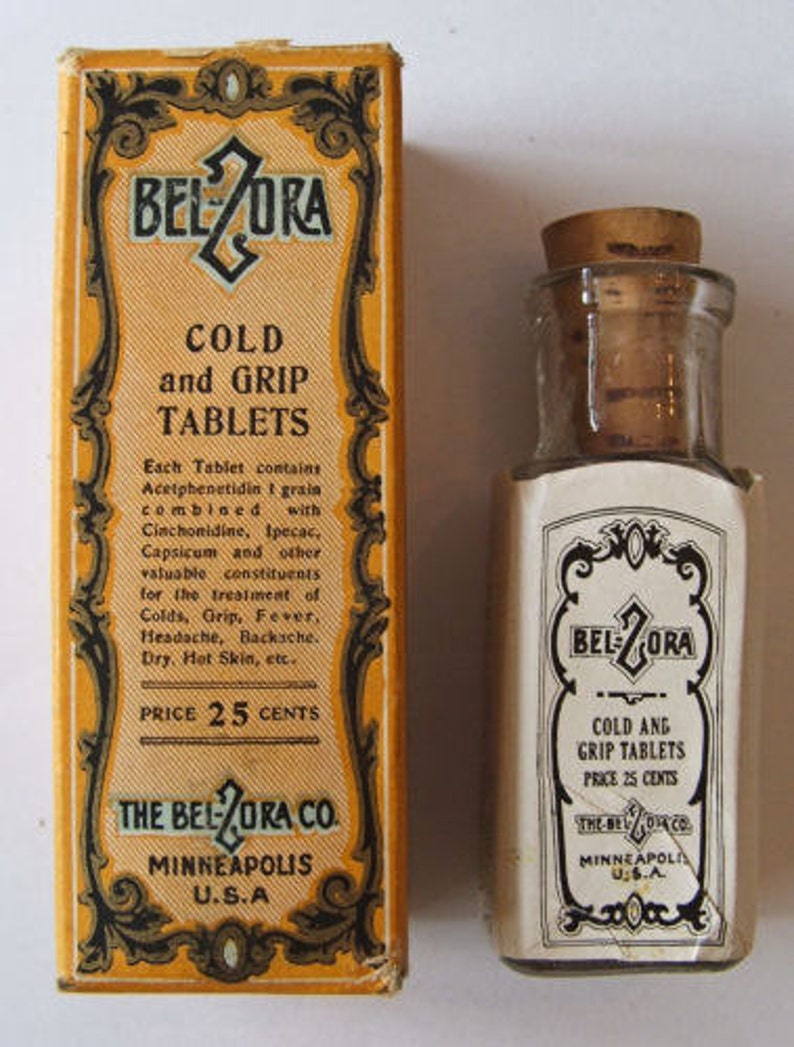 BEL-ZORA
COLD
and GRIP
TABLETS
Each Tablet contains
Acetphenetidin 1 grain
combined with
Cinchonidine, Ipecac,
Capsicum and other
valuable constituents
for the treatment of
Colds, Grip, Fever,
Headache, Backache.
Dry, Hot Skin, etc.
PRICE 25 CENTS
THE BEL-ZORA CO.
MINNEAPOLIS
U.S.A
BEL-ZORA
COLD AND
GRIP TABLETS
PRICE 25 CENTS
THE BEL-ZORA CO.
MINNEAPOLIS
U.S.A.